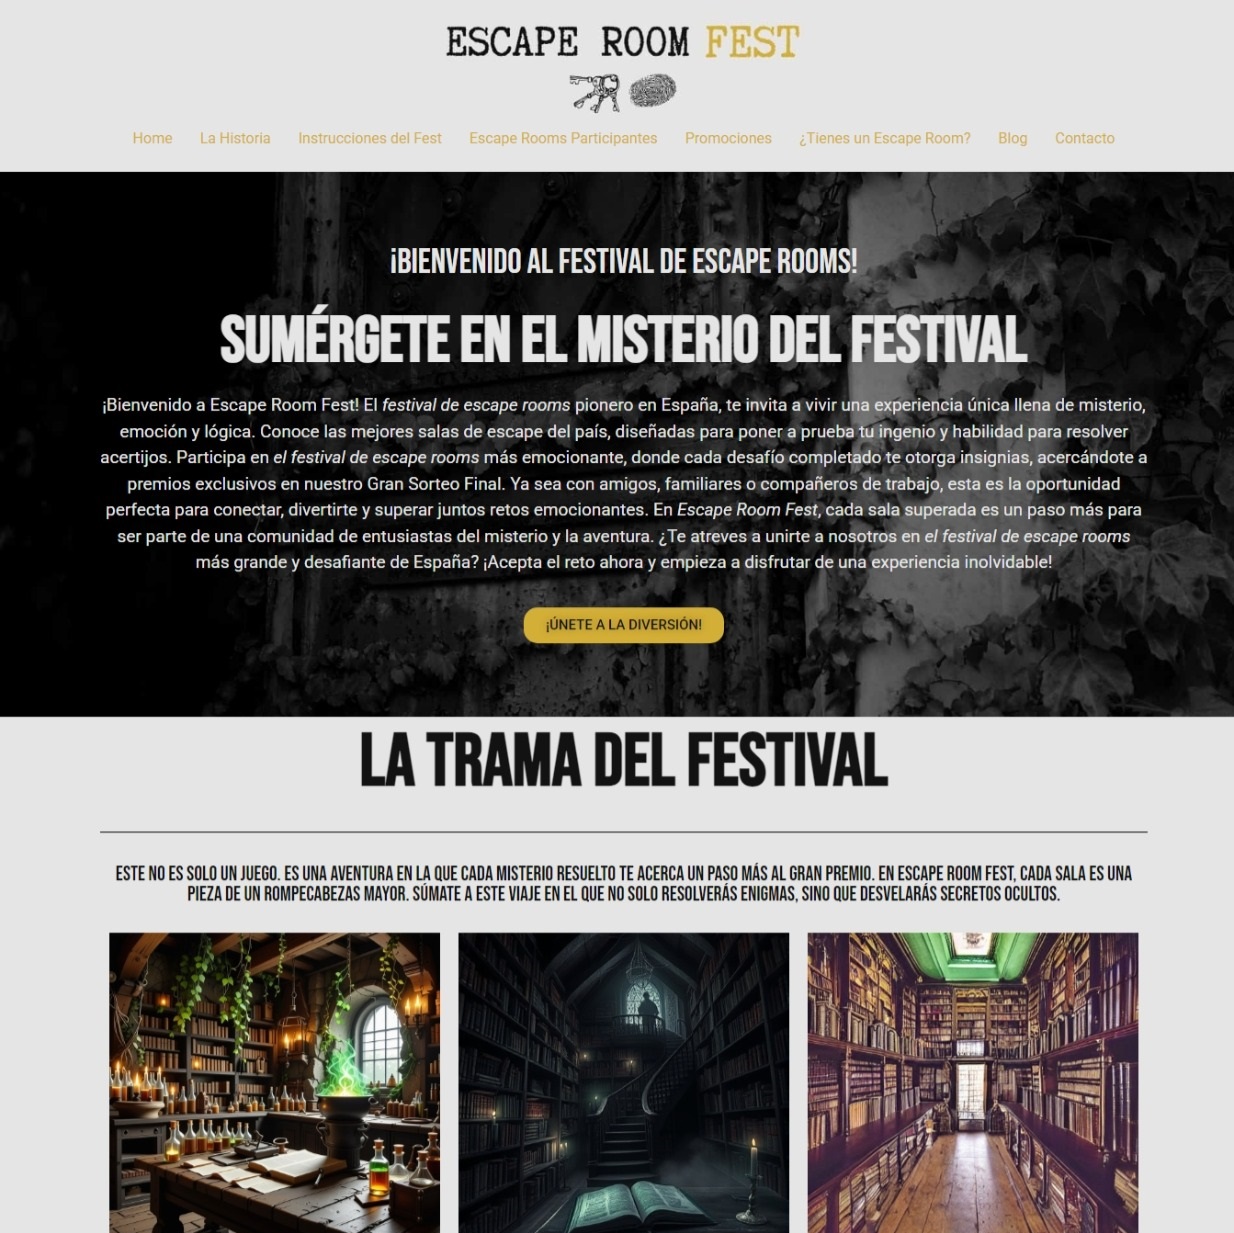 ESCAPE ROOM FEST
Home La Historia Instrucciones del Fest Escape Rooms Participantes Promociones ¿Tienes un Escape Room? Blog Contacto
¡BIENVENIDO AL FESTIVAL DE ESCAPE ROOMS!
SUMÉRGETE EN EL MISTERIO DEL FESTIVAL
¡Bienvenido a Escape Room Fest! El festival de escape rooms pionero en España, te invita a vivir una experiencia única llena de misterio,
emoción y lógica. Conoce las mejores salas de escape del país, diseñadas para poner a prueba tu ingenio y habilidad para resolver
acertijos. Participa en el festival de escape rooms más emocionante, donde cada desafío completado te otorga insignias, acercándote a
premios exclusivos en nuestro Gran Sorteo Final. Ya sea con amigos, familiares o compañeros de trabajo, esta es la oportunidad
perfecta para conectar, divertirte y superar juntos retos emocionantes. En Escape Room Fest, cada sala superada es un paso más para
ser parte de una comunidad de entusiastas del misterio y la aventura. ¿Te atreves a unirte a nosotros en el festival de escape rooms
más grande y desafiante de España? ¡Acepta el reto ahora y empieza a disfrutar de una experiencia inolvidable!
¡ÚNETE A LA DIVERSIÓN!
LA TRAMA DEL FESTIVAL
ESTE NO ES SOLO UN JUEGO. ES UNA AVENTURA EN LA QUE CADA MISTERIO RESUELTO TE ACERCA UN PASO MÁS AL GRAN PREMIO. EN ESCAPE ROOM FEST, CADA SALA ES UNA
PIEZA DE UN ROMPECABEZAS MAYOR. SÚMATE A ESTE VIAJE EN EL QUE NO SOLO RESOLVERÁS ENIGMAS, SINO QUE DESVELARÁS SECRETOS OCULTOS.